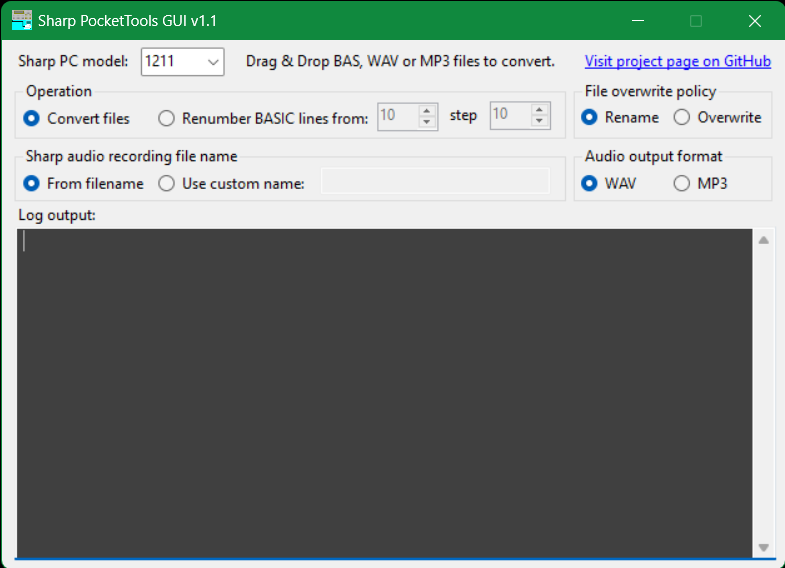 Sharp PocketTools GUI v1.1
Sharp PC model: 1211 Drag & Drop BAS, WAV or MP3 files to convert. Visit project page on GitHub
Operation File overwrite policy
Convert files Renumber BASIC lines from: 10 step 10 Rename Overwrite
Sharp audio recording file name Audio output format
From filename Use custom name: WAV MP3
Log output: